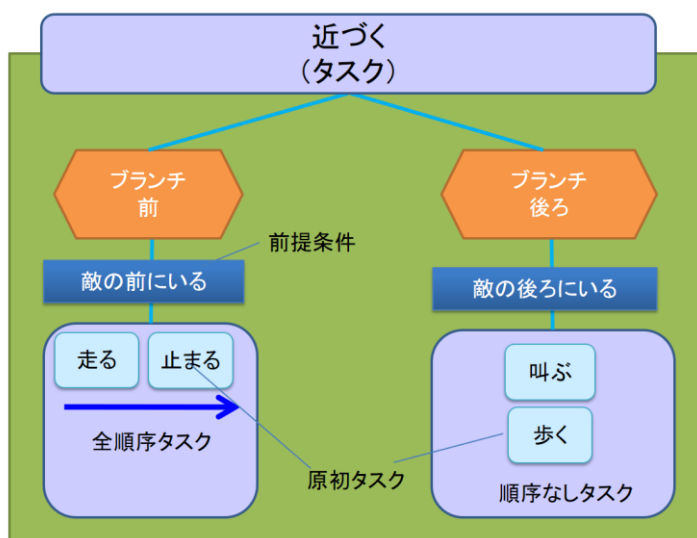 近づく
(タスク)
ブランチ
前
ブランチ
後ろ
前提条件
敵の前にいる
敵の後ろにいる
走る
止まる
叫ぶ
歩く
全順序タスク
原初タスク
順序なしタスク